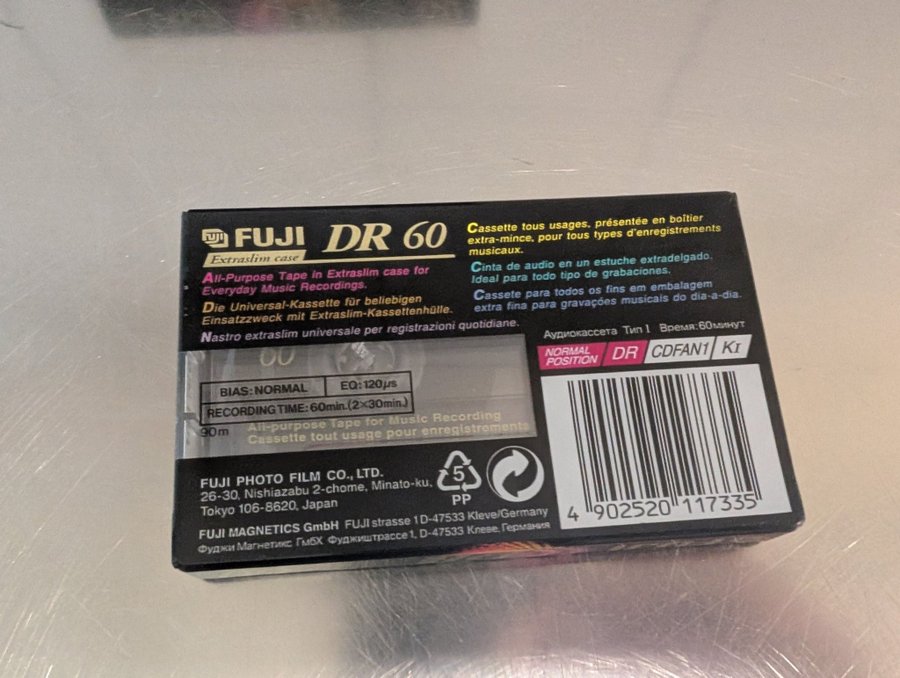 FUJI
FUJI DR 60
Extraslim case
All-Purpose Tape in Extraslim case for
Everyday Music Recordings.
Die Universal-Kassette für beliebigen
Einsatzzweck mit Extraslim-Kassettenhülle.
Nastro extraslim universale per registrazioni quotidiane.
Cassette tous usages, présentée en boîtier
extra-mince, pour tous types d'enregistrements
musicaux.
Cinta de audio en un estuche extradelgado.
Ideal para todo tipo de grabaciones.
Cassete para todos os fins em embalagem
extra fina para gravações musicais do dia-a-dia.
Аудиокассета Тип I Время:60минут
NORMAL POSITION DR CDFAN1 KI
60
BIAS:NORMAL EQ:120μs
RECORDING TIME:60min.(2×30min.)
90m
All-purpose Tape for Music Recording
Cassette tout usage pour enregistrements
FUJI PHOTO FILM CO., LTD.
26-30, Nishiazabu 2-chome, Minato-ku,
Tokyo 106-8620, Japan
5
PP
FUJI MAGNETICS GmbH FUJI strasse 1 D-47533 Kleve/Germany
Фуджи Магнетикс ГмбХ Фуджиштрассе 1, D-47533 Клеве, Германия
4 902520 117335